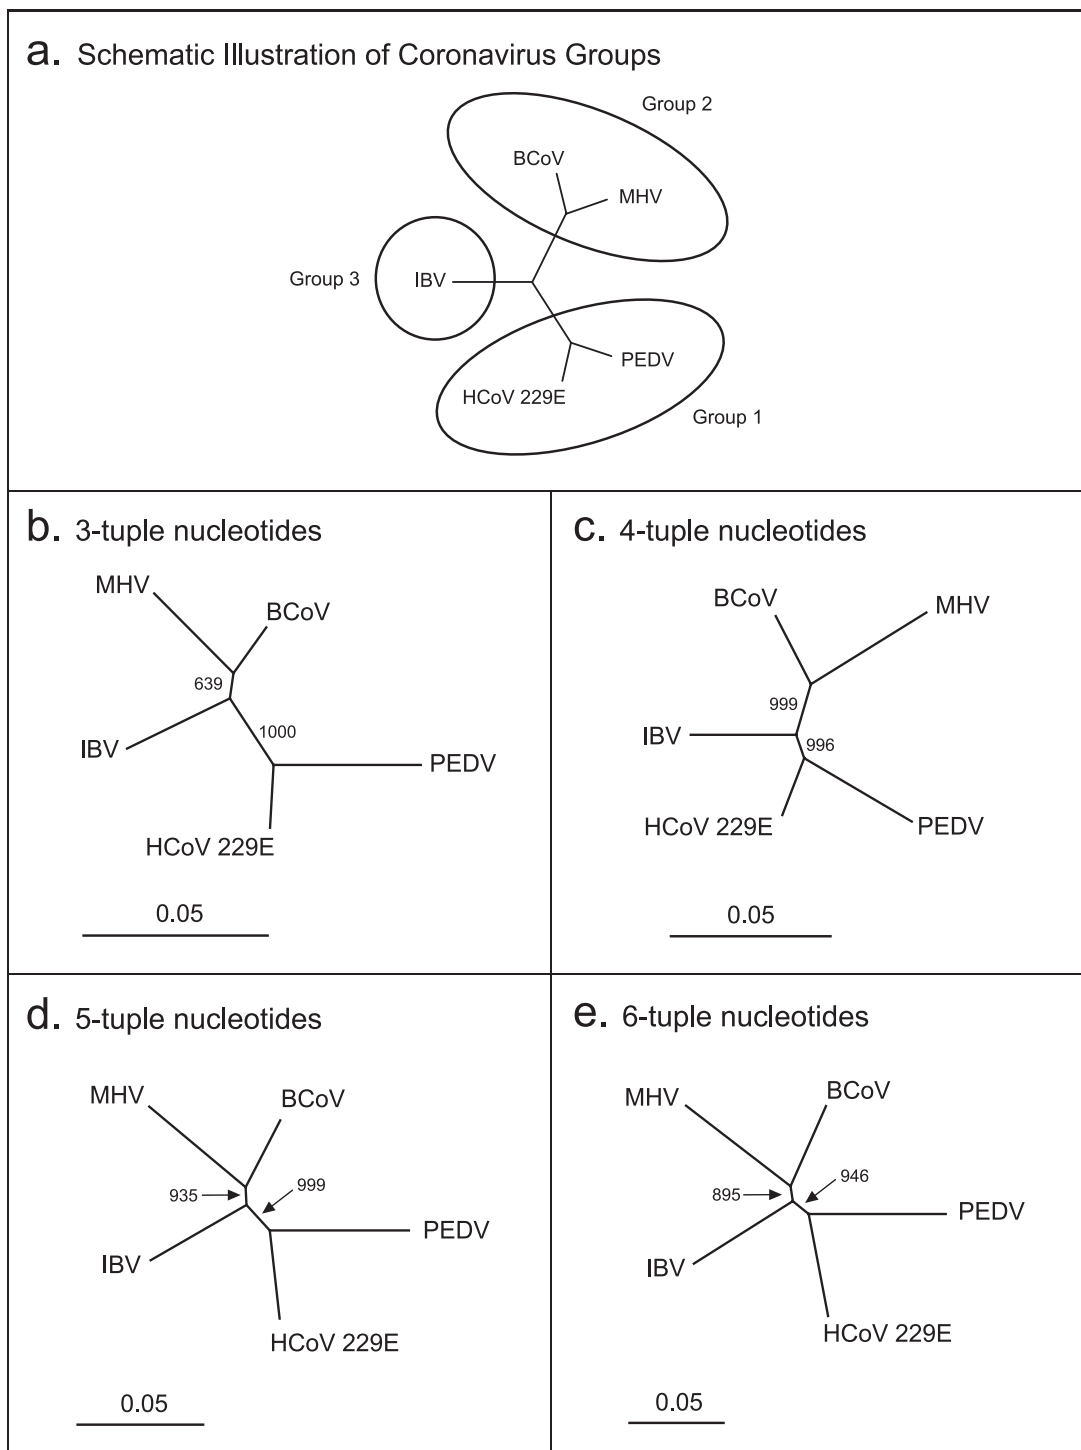 a. Schematic Illustration of Coronavirus Groups
Group 2
BCoV
MHV
Group 3
IBV
PEDV
HCoV 229E
Group 1
b. 3-tuple nucleotides
MHV
BCoV
639
1000
IBV
PEDV
HCoV 229E
0.05
c. 4-tuple nucleotides
BCoV
MHV
999
IBV
996
HCoV 229E
PEDV
0.05
d. 5-tuple nucleotides
MHV
BCoV
935
999
PEDV
IBV
HCoV 229E
0.05
e. 6-tuple nucleotides
MHV
BCoV
895
946
PEDV
IBV
HCoV 229E
0.05